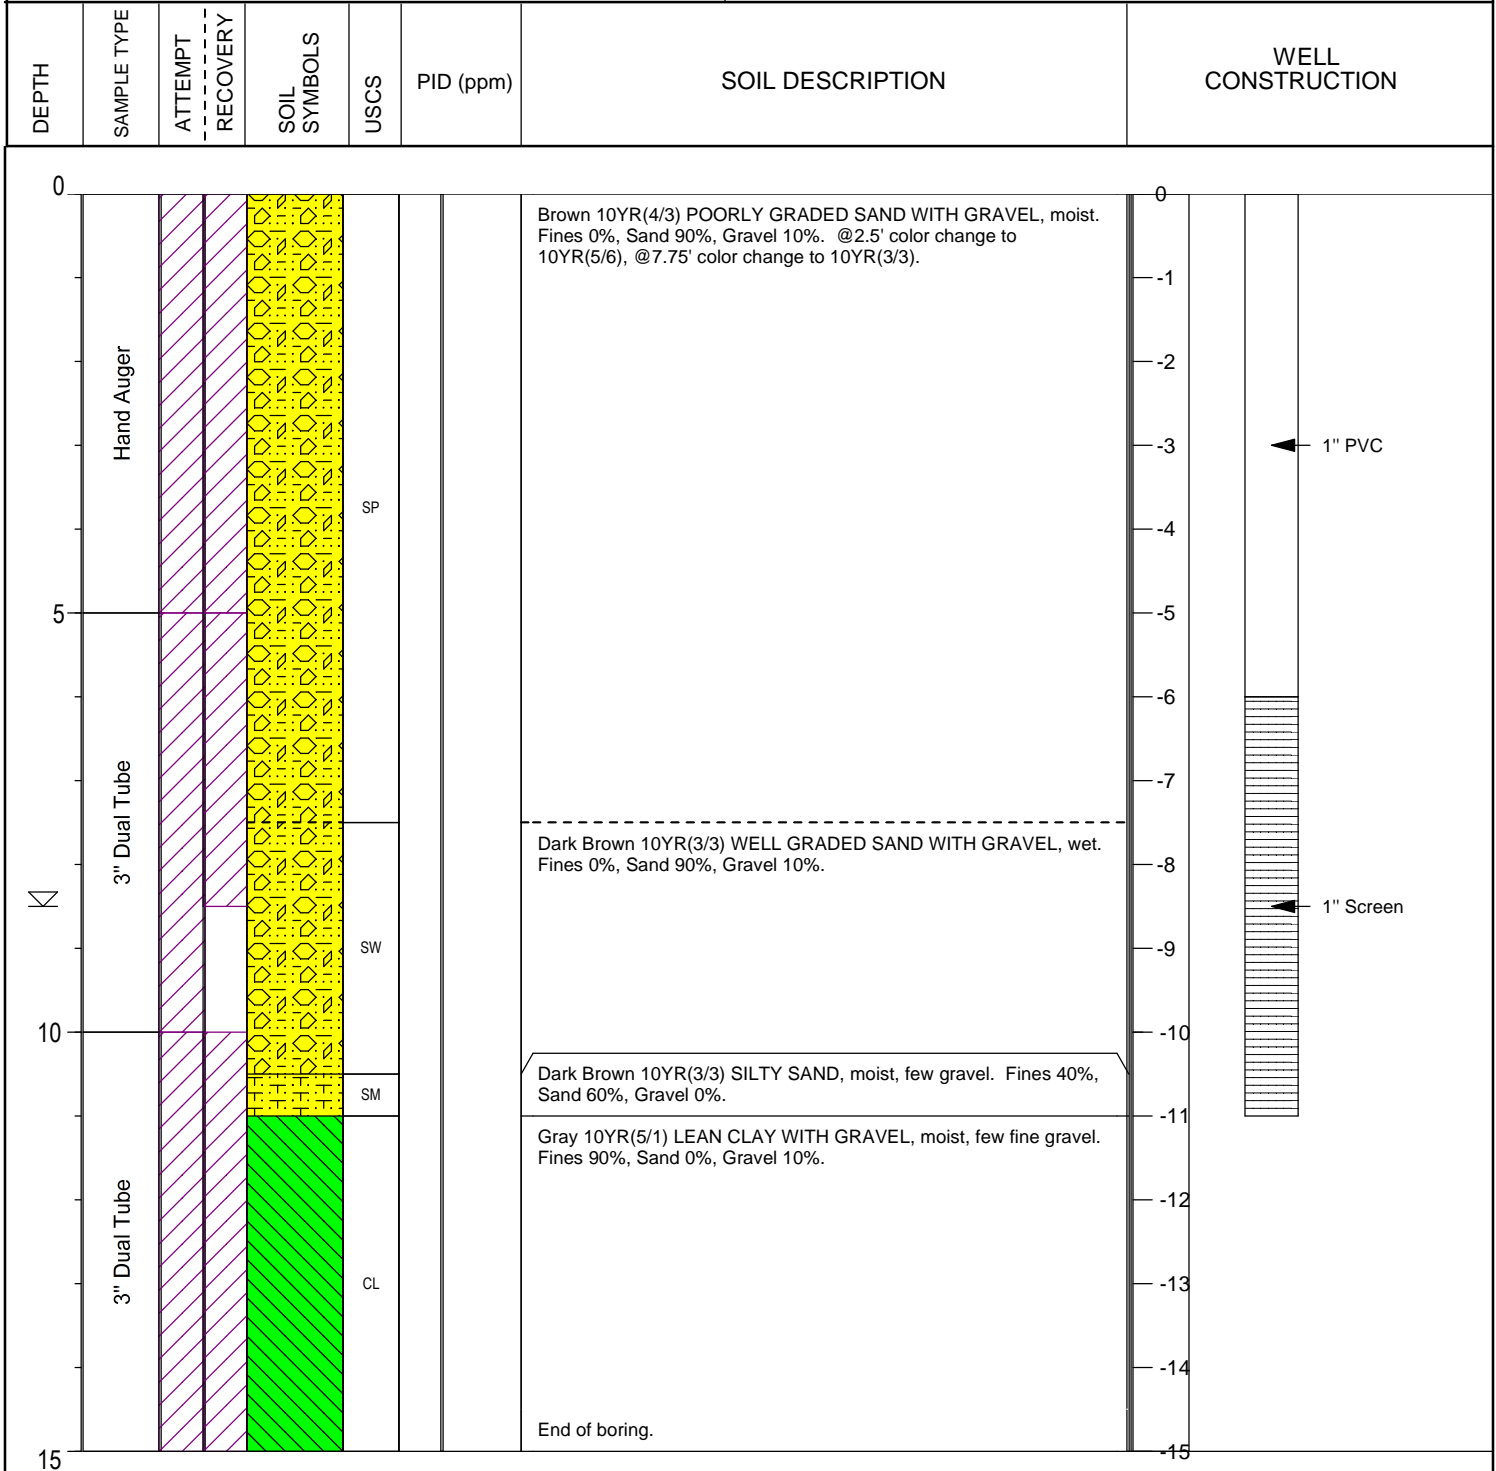 DEPTH
SAMPLE TYPE
ATTEMPT
RECOVERY
SOIL
SYMBOLS
USCS
PID (ppm)
SOIL DESCRIPTION
WELL
CONSTRUCTION
0
5
10
15
Hand Auger
3" Dual Tube
3" Dual Tube
SP
SW
SM
CL
Brown 10YR(4/3) POORLY GRADED SAND WITH GRAVEL, moist.
Fines 0%, Sand 90%, Gravel 10%. @2.5' color change to
10YR(5/6), @7.75' color change to 10YR(3/3).
Dark Brown 10YR(3/3) WELL GRADED SAND WITH GRAVEL, wet.
Fines 0%, Sand 90%, Gravel 10%.
Dark Brown 10YR(3/3) SILTY SAND, moist, few gravel. Fines 40%,
Sand 60%, Gravel 0%.
Gray 10YR(5/1) LEAN CLAY WITH GRAVEL, moist, few fine gravel.
Fines 90%, Sand 0%, Gravel 10%.
End of boring.
0
-1
-2
-3
-4
-5
-6
-7
-8
-9
-10
-11
-12
-13
-14
-15
1" PVC
1" Screen